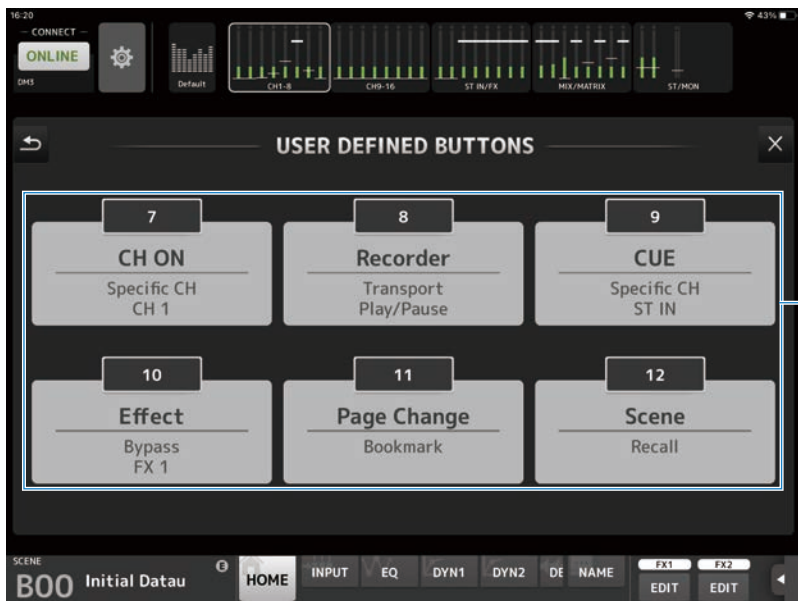 16:20
43%
CONNECT
ONLINE
DM3
Default
CH1-8
CH9-16
ST IN/FX
MIX/MATRIX
ST/MON
USER DEFINED BUTTONS
7
CH ON
Specific CH
CH 1
8
Recorder
Transport
Play/Pause
9
CUE
Specific CH
ST IN
10
Effect
Bypass
FX 1
11
Page Change
Bookmark
12
Scene
Recall
SCENE
B00 Initial Datau
E
HOME
INPUT
EQ
DYN1
DYN2
DE
NAME
FX1
EDIT
FX2
EDIT